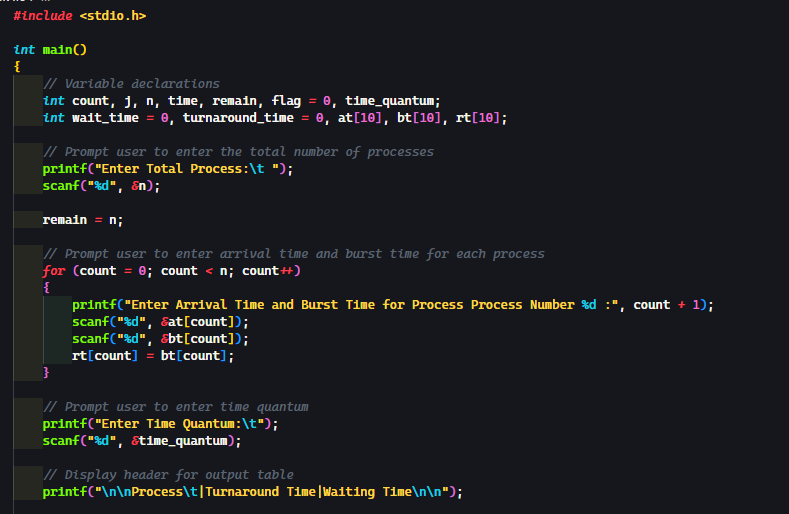 #include <stdio.h>
int main()
{
// Variable declarations
int count, j, n, time, remain, flag = 0, time_quantum;
int wait_time = 0, turnaround_time = 0, at[10], bt[10], rt[10];
// Prompt user to enter the total number of processes
printf("Enter Total Process:\t ");
scanf("%d", &n);
remain = n;
// Prompt user to enter arrival time and burst time for each process
for (count = 0; count < n; count++)
{
printf("Enter Arrival Time and Burst Time for Process Process Number %d :", count + 1);
scanf("%d", &at[count]);
scanf("%d", &bt[count]);
rt[count] = bt[count];
}
// Prompt user to enter time quantum
printf("Enter Time Quantum:\t");
scanf("%d", &time_quantum);
// Display header for output table
printf("\n\nProcess\t|Turnaround Time|Waiting Time\n\n");